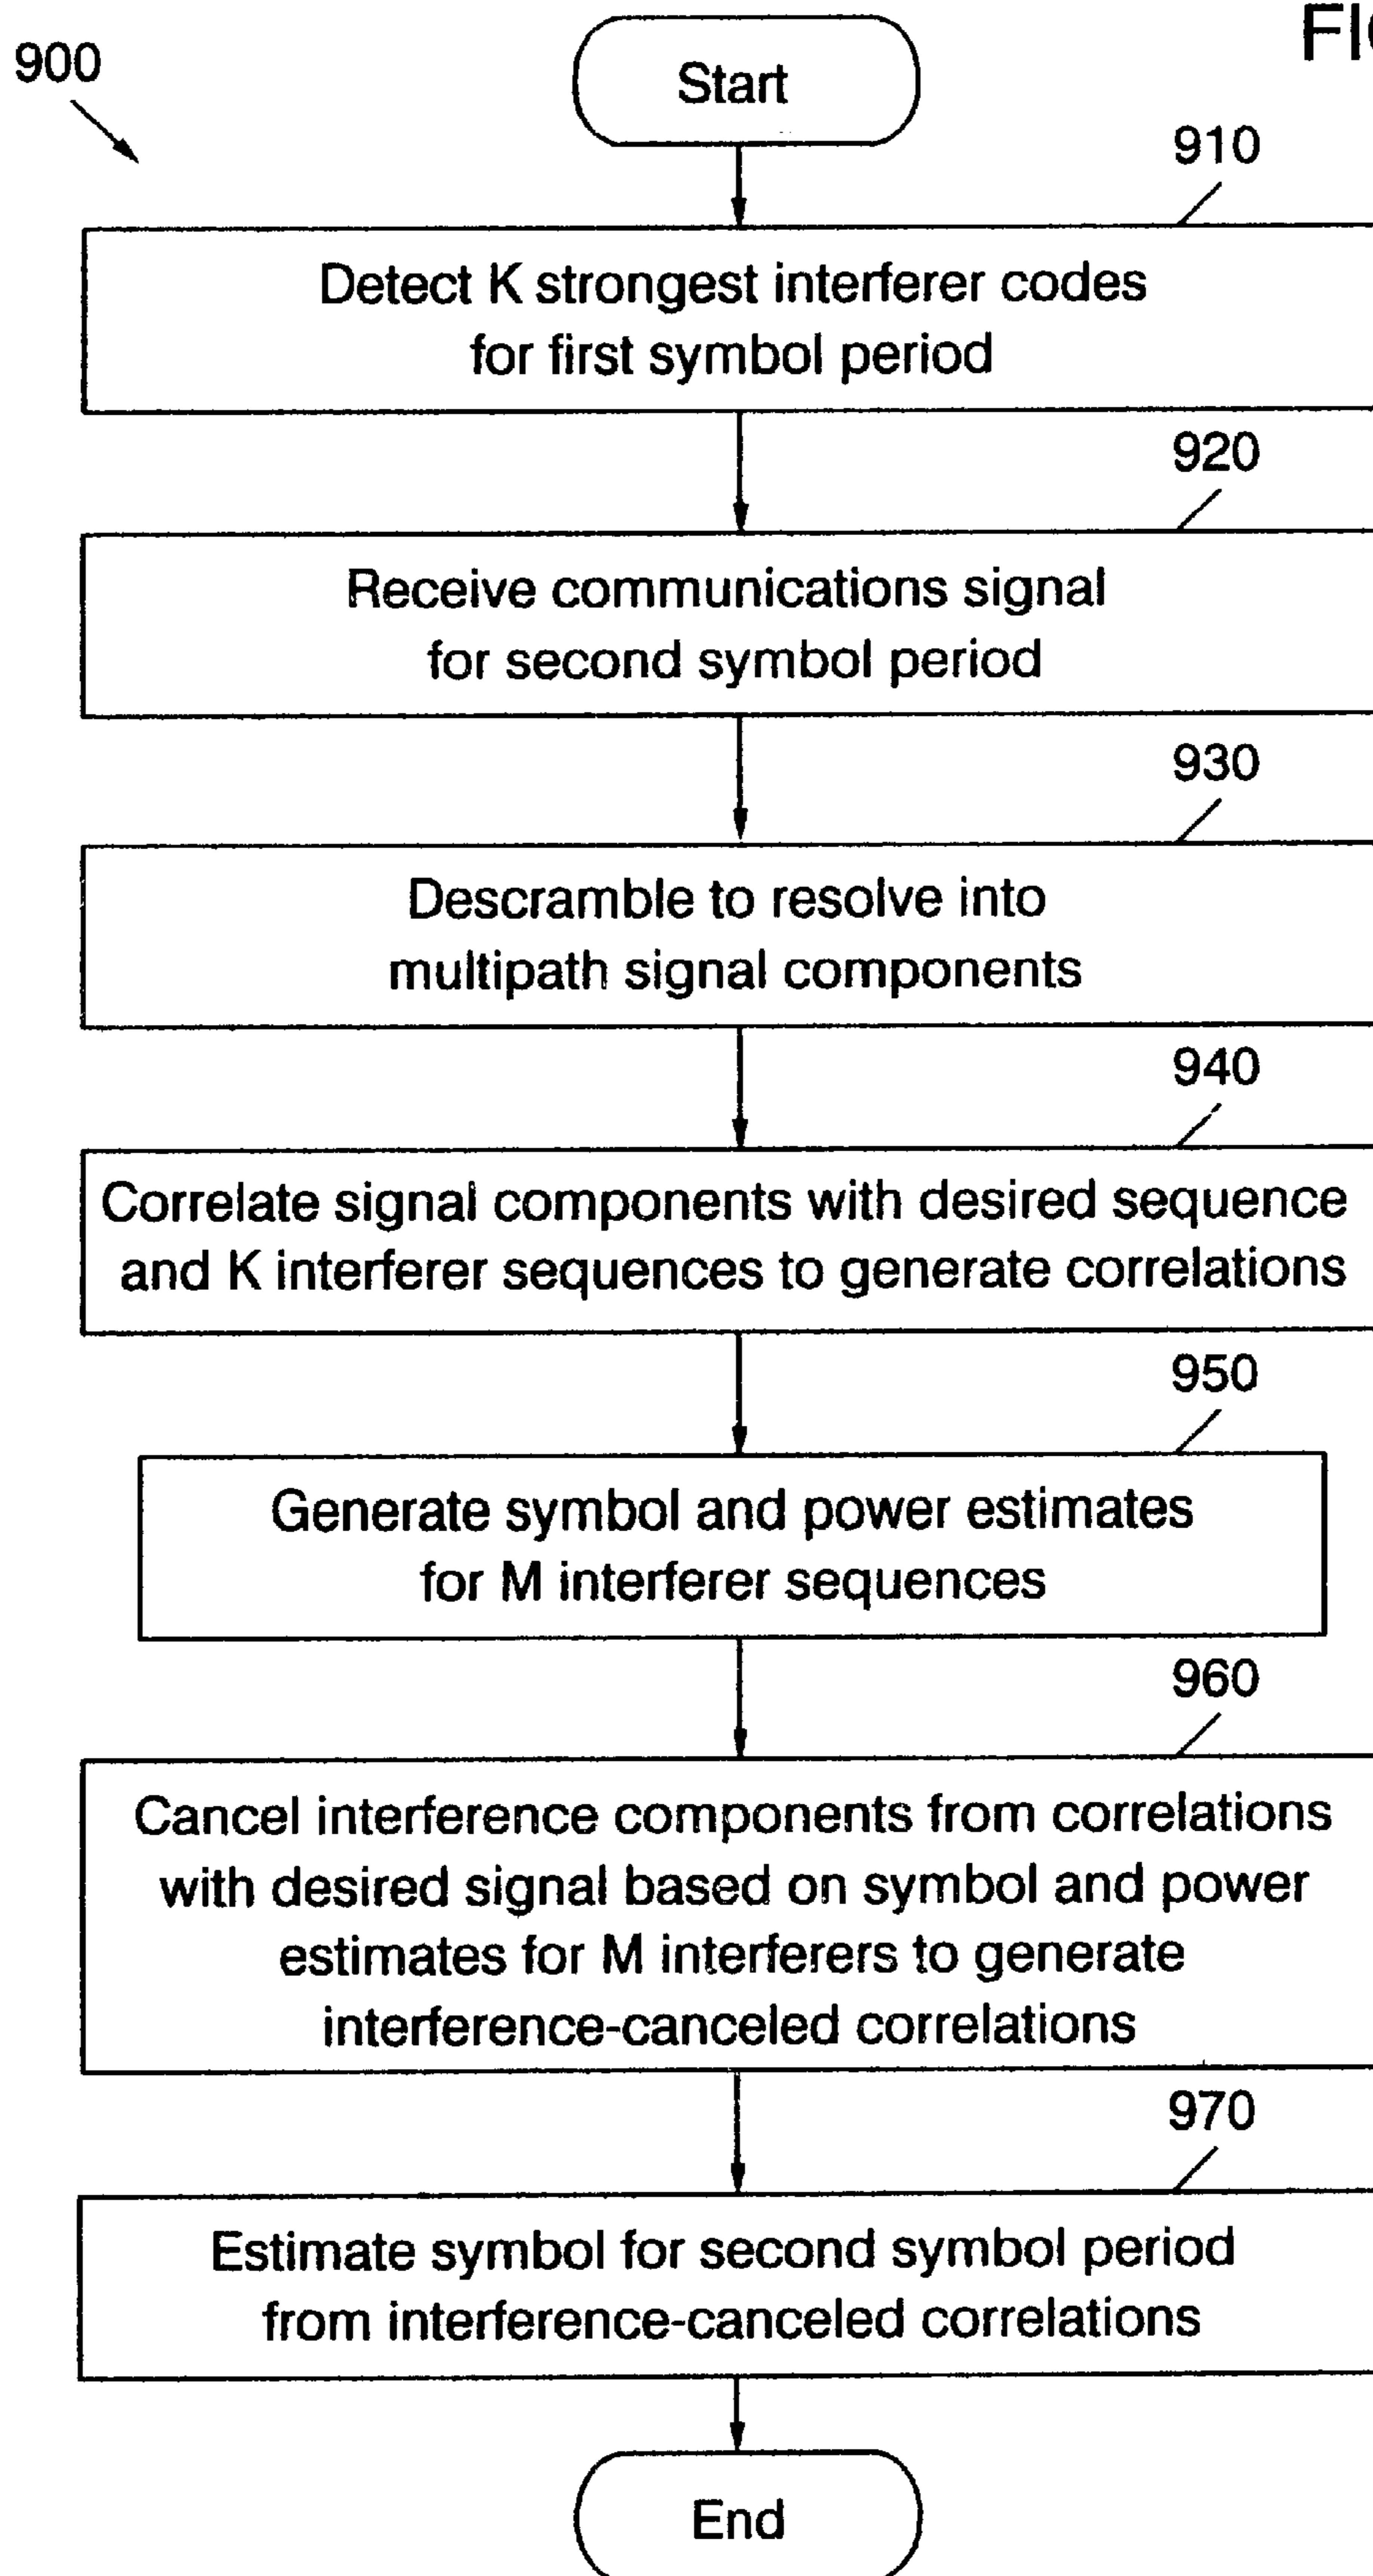 900
FIG
Start
910
Detect K strongest interferer codes
for first symbol period
920
Receive communications signal
for second symbol period
930
Descramble to resolve into
multipath signal components
940
Correlate signal components with desired sequence
and K interferer sequences to generate correlations
950
Generate symbol and power estimates
for M interferer sequences
960
Cancel interference components from correlations
with desired signal based on symbol and power
estimates for M interferers to generate
interference-canceled correlations
970
Estimate symbol for second symbol period
from interference-canceled correlations
End